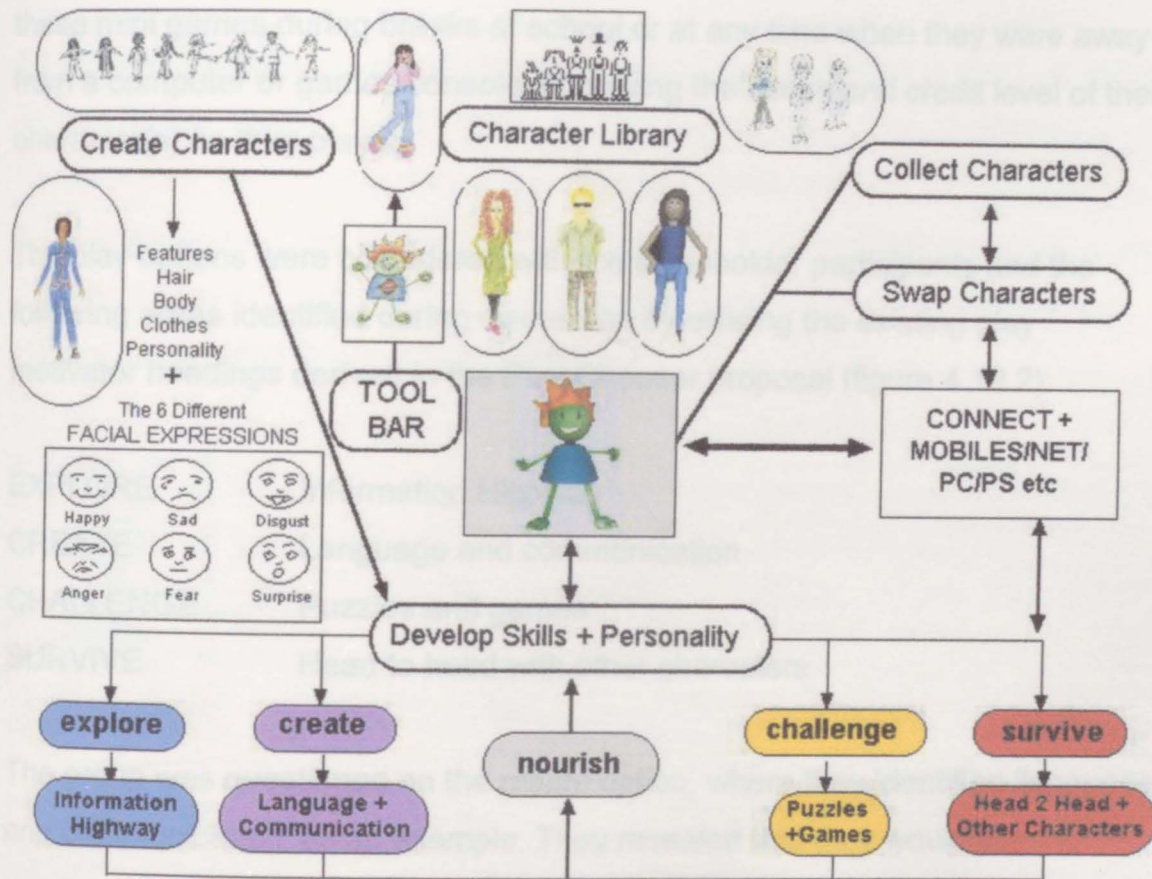 Create Characters
Character Library
Collect Characters
Swap Characters
Features
Hair
Body
Clothes
Personality
+
The 6 Different
FACIAL EXPRESSIONS
Happy
Sad
Disgust
Anger
Fear
Surprise
TOOL
BAR
CONNECT +
MOBILES/NET/
PC/PS etc
Develop Skills + Personality
explore
create
nourish
challenge
survive
Information
Highway
Language +
Communication
Puzzles
+Games
Head 2 Head +
Other Characters